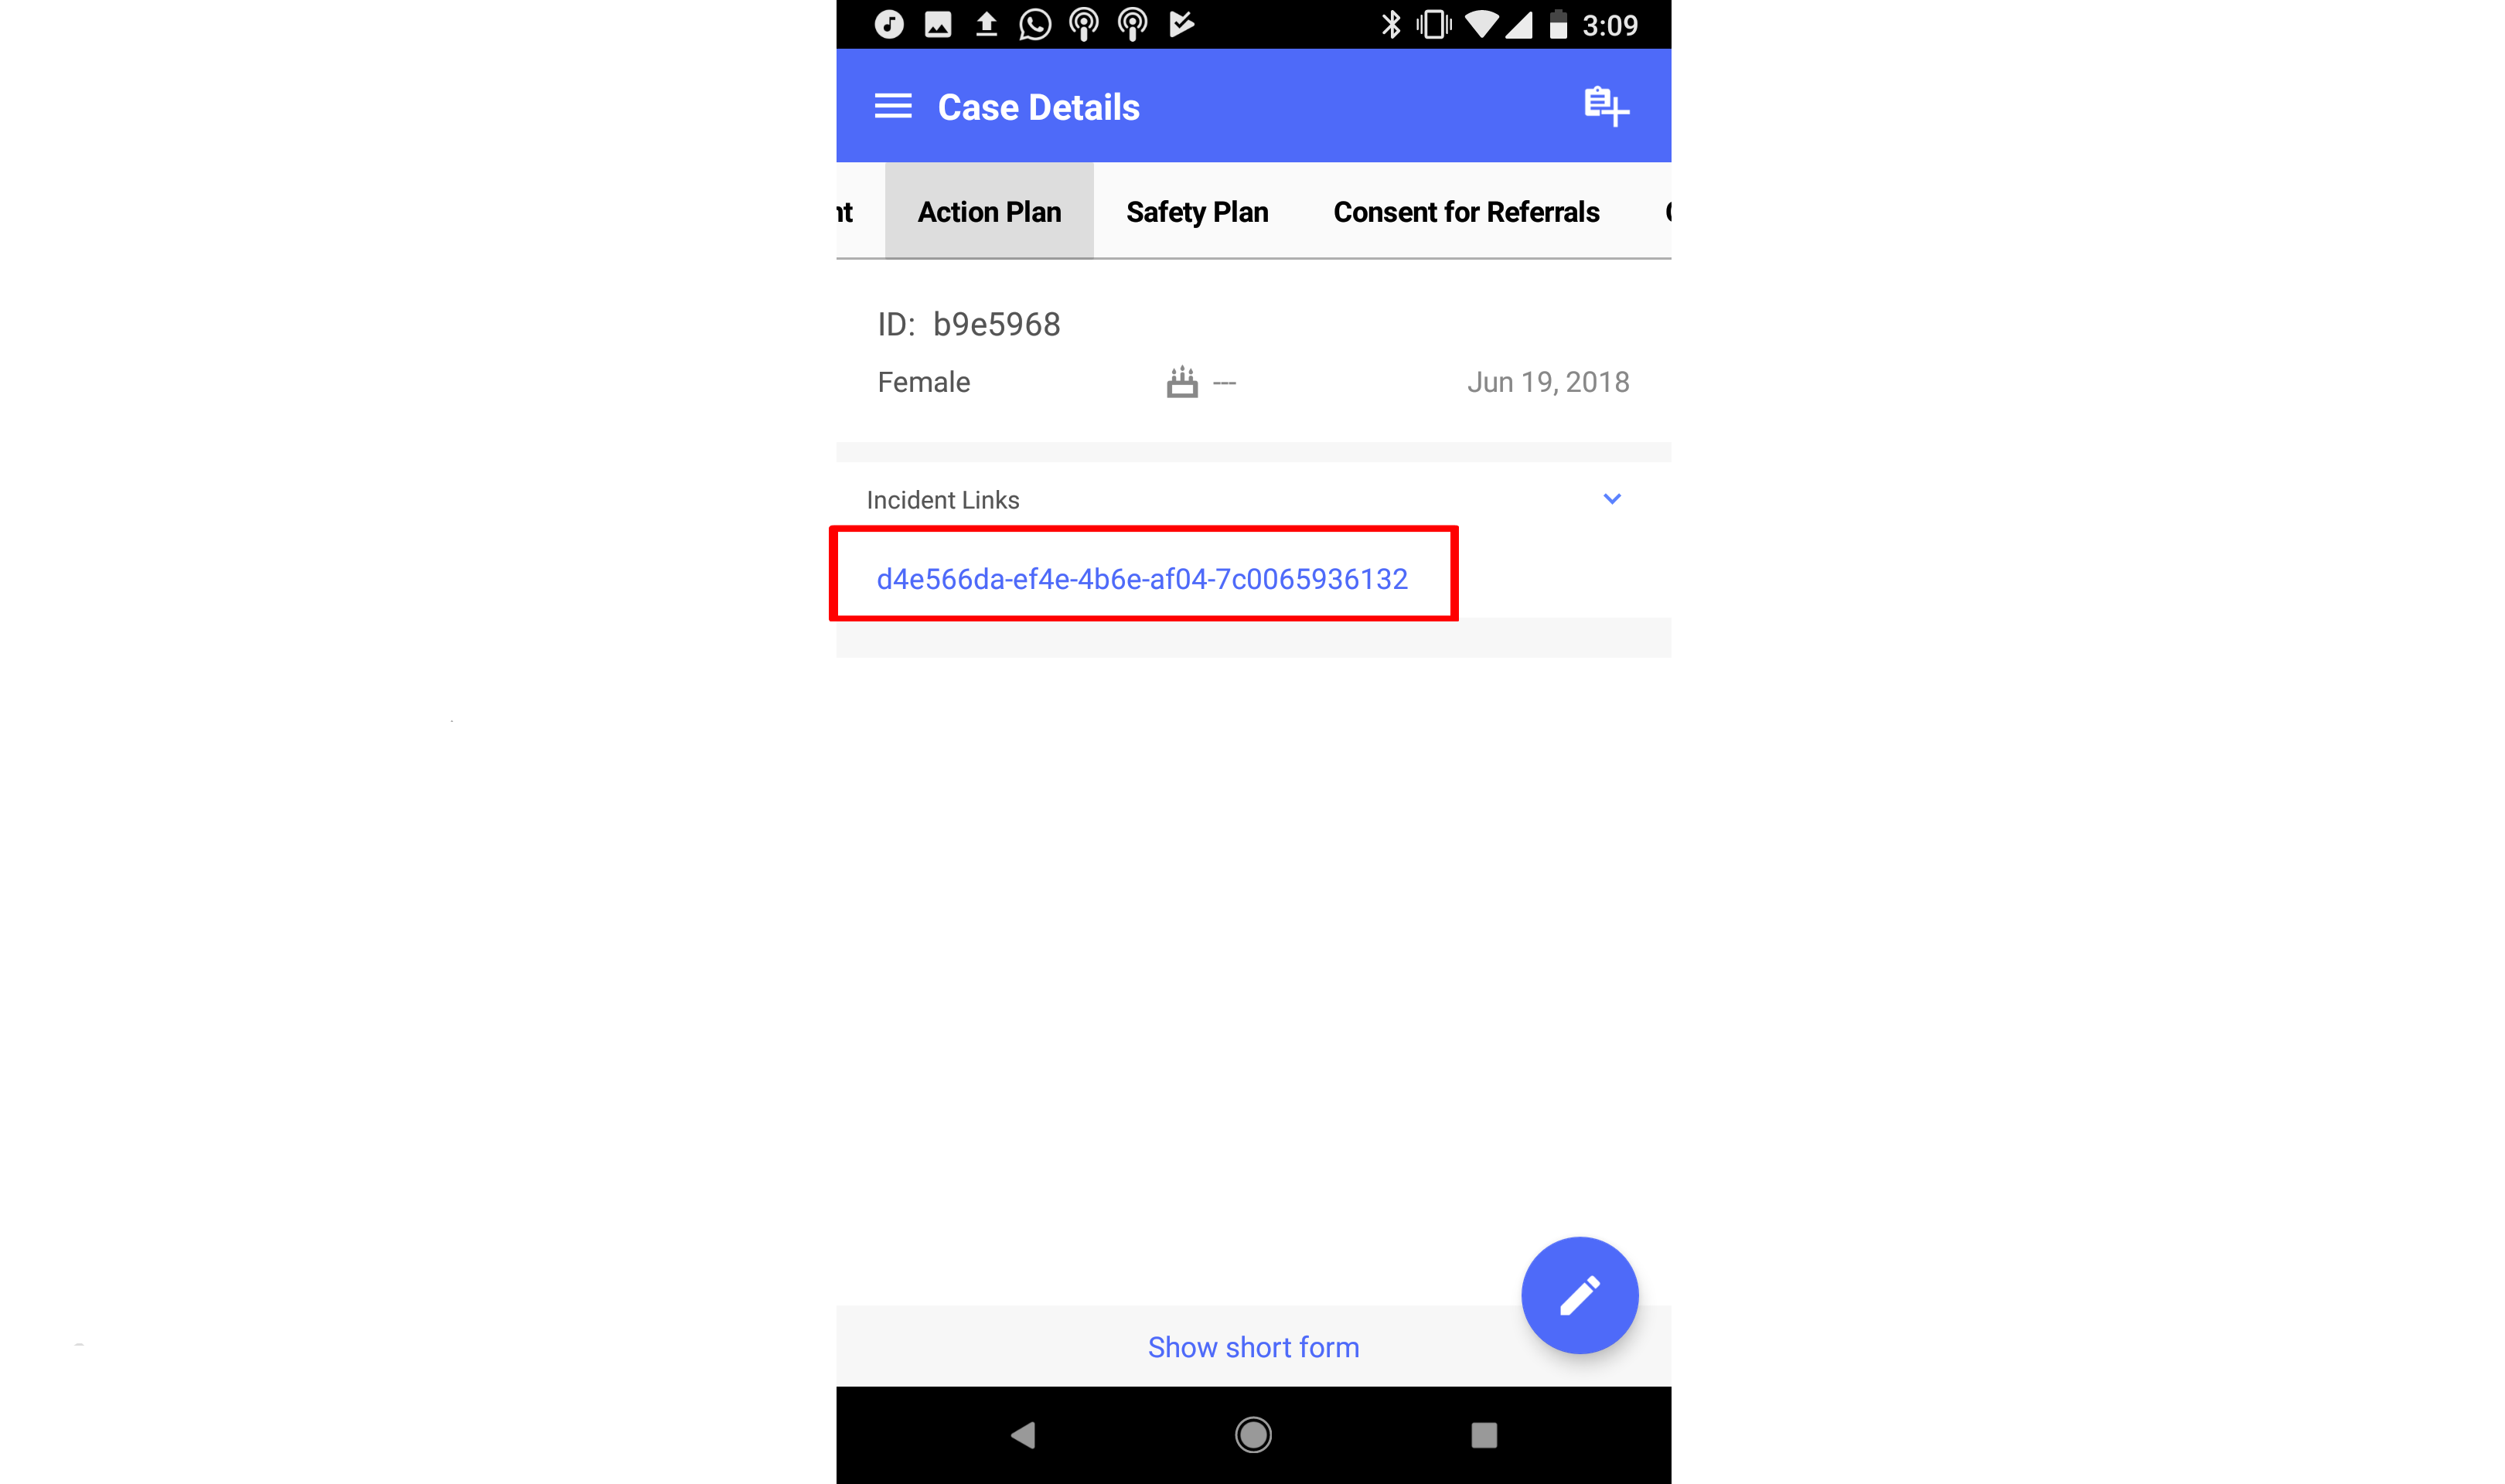 3:09
Case Details
nt Action Plan Safety Plan Consent for Referrals
ID: b9e5968
Female --- Jun 19, 2018
Incident Links
d4e566da-ef4e-4b6e-af04-7c0065936132
Show short form